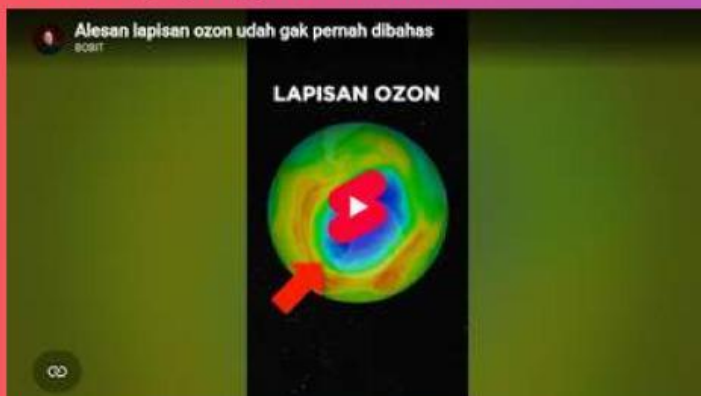 Alesan lapisan ozon udah gak pernah dibahas
BOBIT
LAPISAN OZON